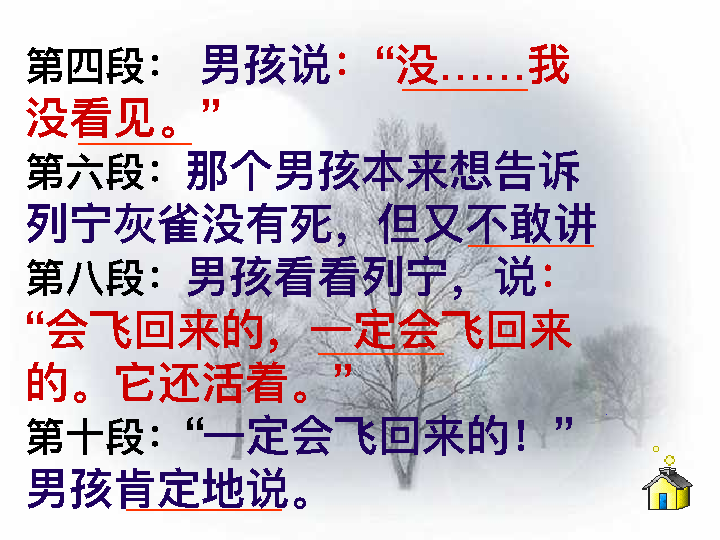 第四段： 男孩说：“没……我
没看见。”
第六段：那个男孩本来想告诉
列宁灰雀没有死，但又不敢讲
第八段：男孩看看列宁，说：
“会飞回来的，一定会飞回来
的。它还活着。”
第十段：“一定会飞回来的！”
男孩肯定地说。